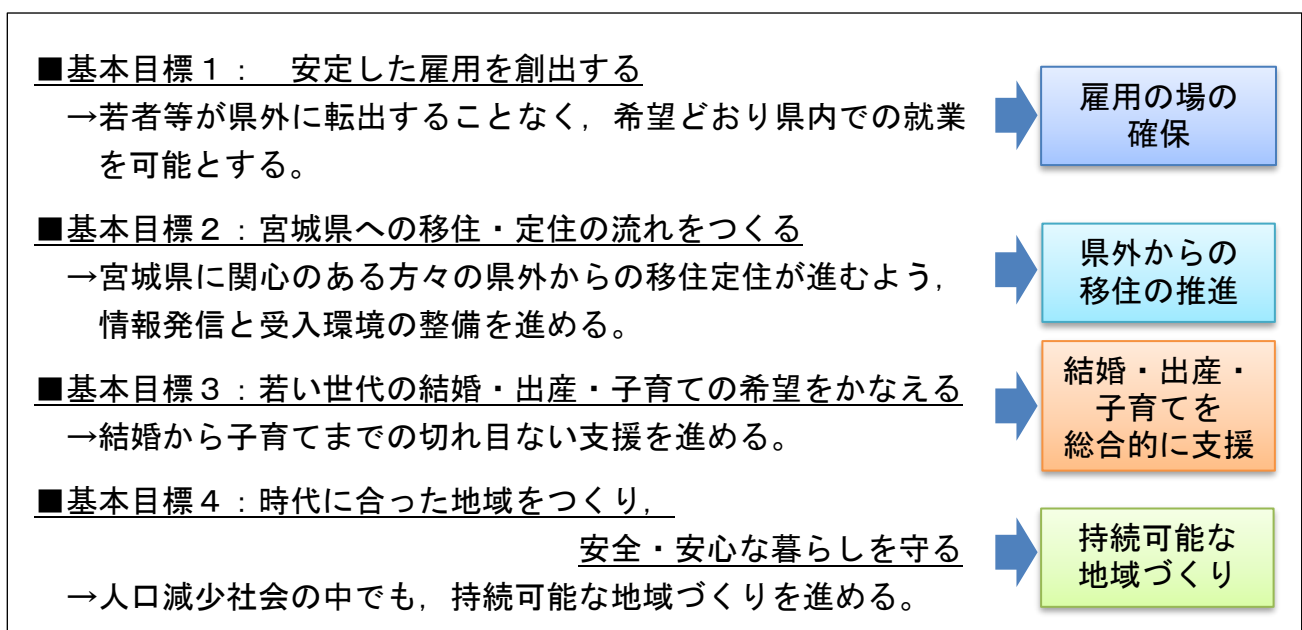 ■基本目標１：　安定した雇用を創出する
→若者等が県外に転出することなく，希望どおり県内での就業
を可能とする。
雇用の場の
確保
■基本目標２：宮城県への移住・定住の流れをつくる
→宮城県に関心のある方々の県外からの移住定住が進むよう，
情報発信と受入環境の整備を進める。
県外からの
移住の推進
■基本目標３：若い世代の結婚・出産・子育ての希望をかなえる
→結婚から子育てまでの切れ目ない支援を進める。
結婚・出産・
子育てを
総合的に支援
■基本目標４：時代に合った地域をつくり，
安全・安心な暮らしを守る
→人口減少社会の中でも，持続可能な地域づくりを進める。
持続可能な
地域づくり